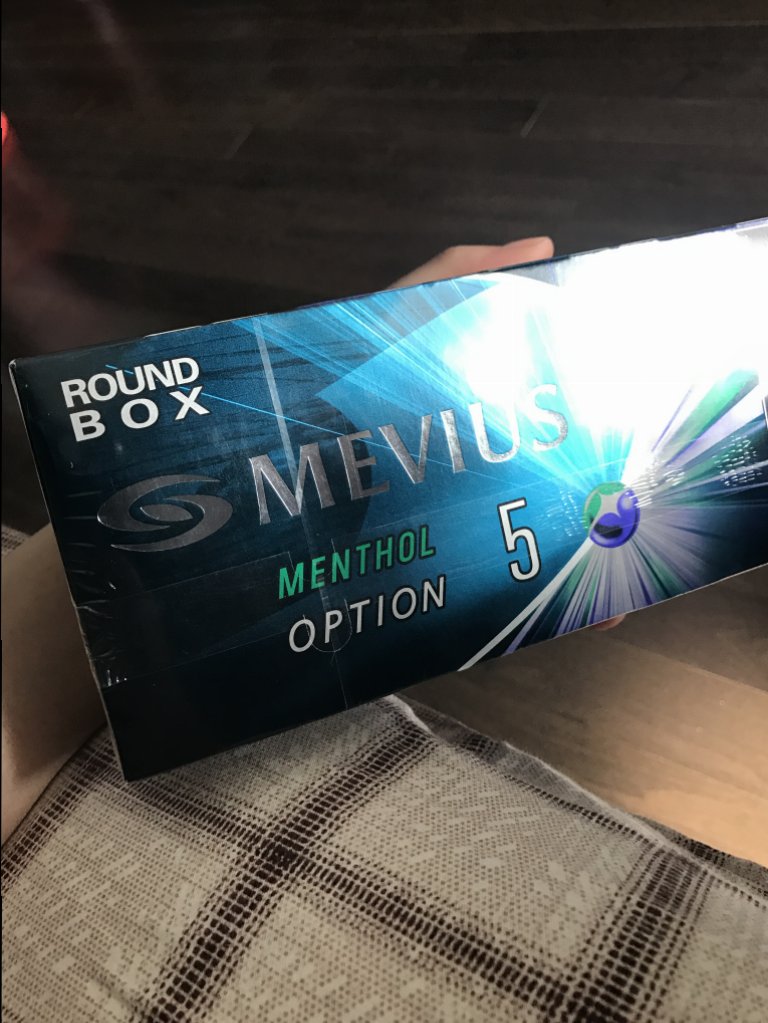 ROUND
BOX
MEVIUS
MENTHOL
OPTION
5